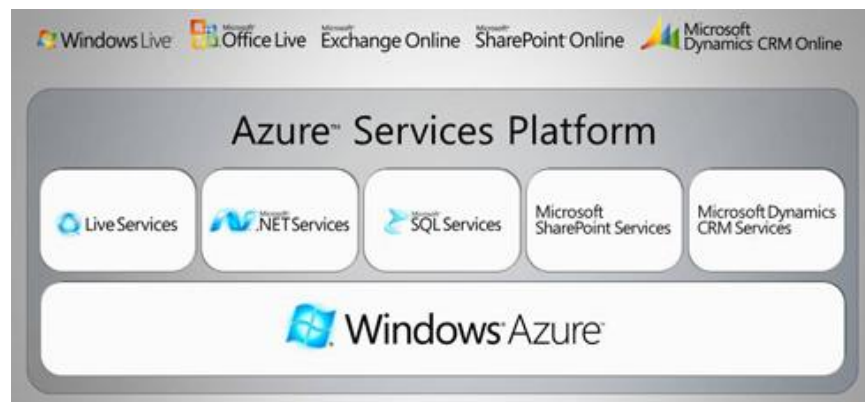 Windows Live Microsoft Office Live Microsoft Exchange Online Microsoft SharePoint Online Microsoft
Dynamics CRM Online
Azure™ Services Platform
Live Services
Microsoft
.NET Services
Microsoft
SQL Services
Microsoft
SharePoint Services
Microsoft Dynamics
CRM Services
Windows Azure